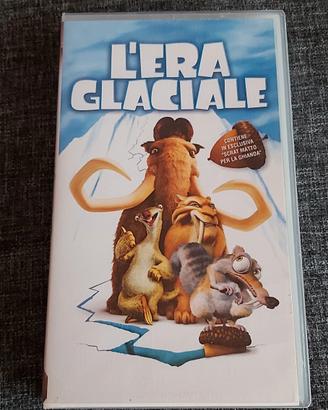 L'ERA
GLACIALE
CONTIENE
IN ESCLUSIVA
"SCRAT MATTO
PER LA GHIANDA"